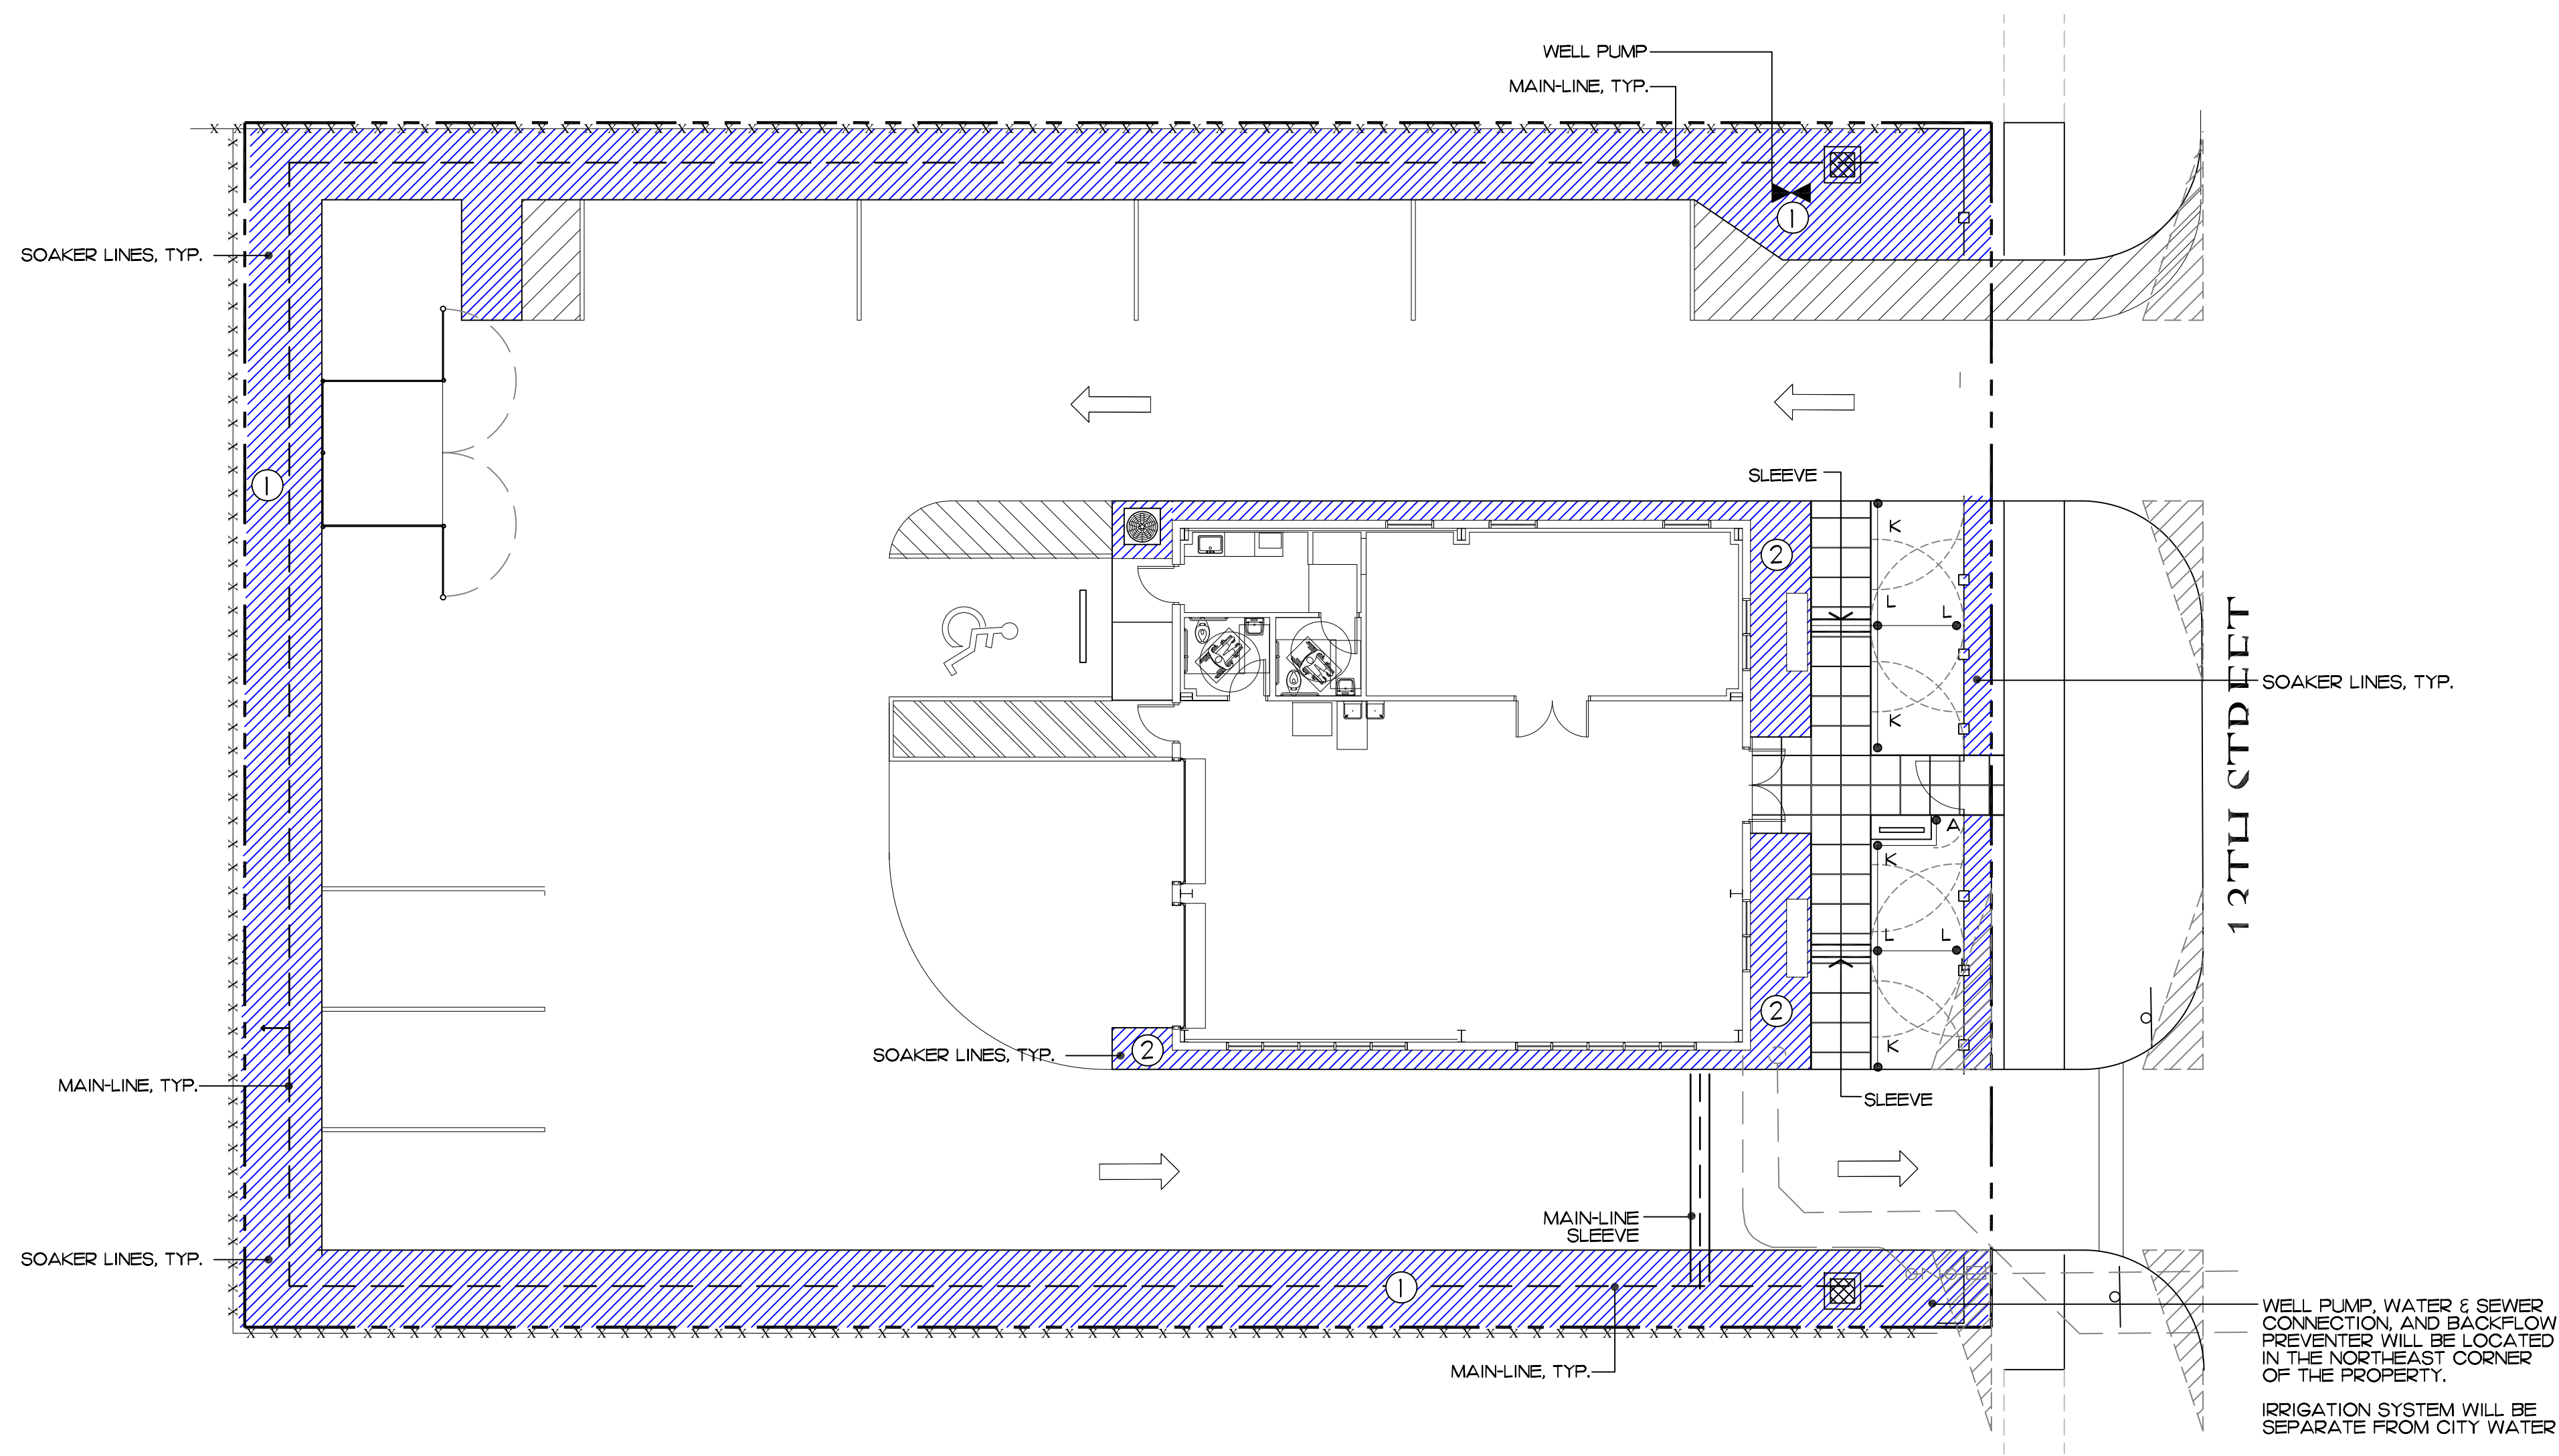 WELL PUMP
MAIN-LINE, TYP.
1
SOAKER LINES, TYP.
1
SLEEVE
K
2
L
L
13TH STREET
SOAKER LINES, TYP.
K
A
K
L
L
2
K
SOAKER LINES, TYP.
2
MAIN-LINE, TYP.
SLEEVE
MAIN-LINE
SLEEVE
SOAKER LINES, TYP.
1
MAIN-LINE, TYP.
WELL PUMP, WATER & SEWER
CONNECTION, AND BACKFLOW
PREVENTER WILL BE LOCATED
IN THE NORTHEAST CORNER
OF THE PROPERTY.
IRRIGATION SYSTEM WILL BE
SEPARATE FROM CITY WATER